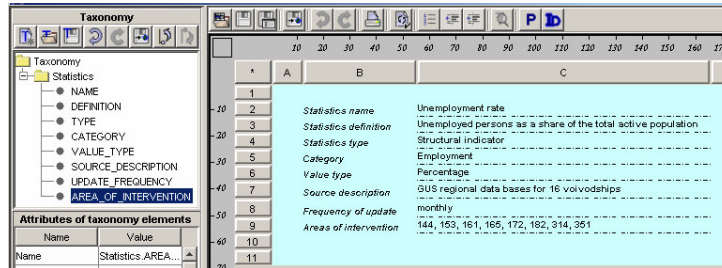 Taxonomy
Taxonomy
Statistics
NAME
DEFINITION
TYPE
CATEGORY
VALUE_TYPE
SOURCE_DESCRIPTION
UPDATE_FREQUENCY
AREA_OF_INTERVENTION
Attributes of taxonomy elements
Name Value
Name Statistics.AREA...
P ID
10 20 30 40 50 60 70 80 90 100 110 120 130 140 150 160
* A B C
1
2 Statistics name Unemployment rate
3 Statistics definition Unemployed persons as a share of the total active population
4 Statistics type Structural indicator
5 Category Employment
6 Value type Percentage
7 Source description GUS regional data bases for 16 voivodships
8 Frequency of update monthly
9 Areas of intervention 144, 153, 161, 165, 172, 182, 314, 351
10
11
10
20
30
40
50
60